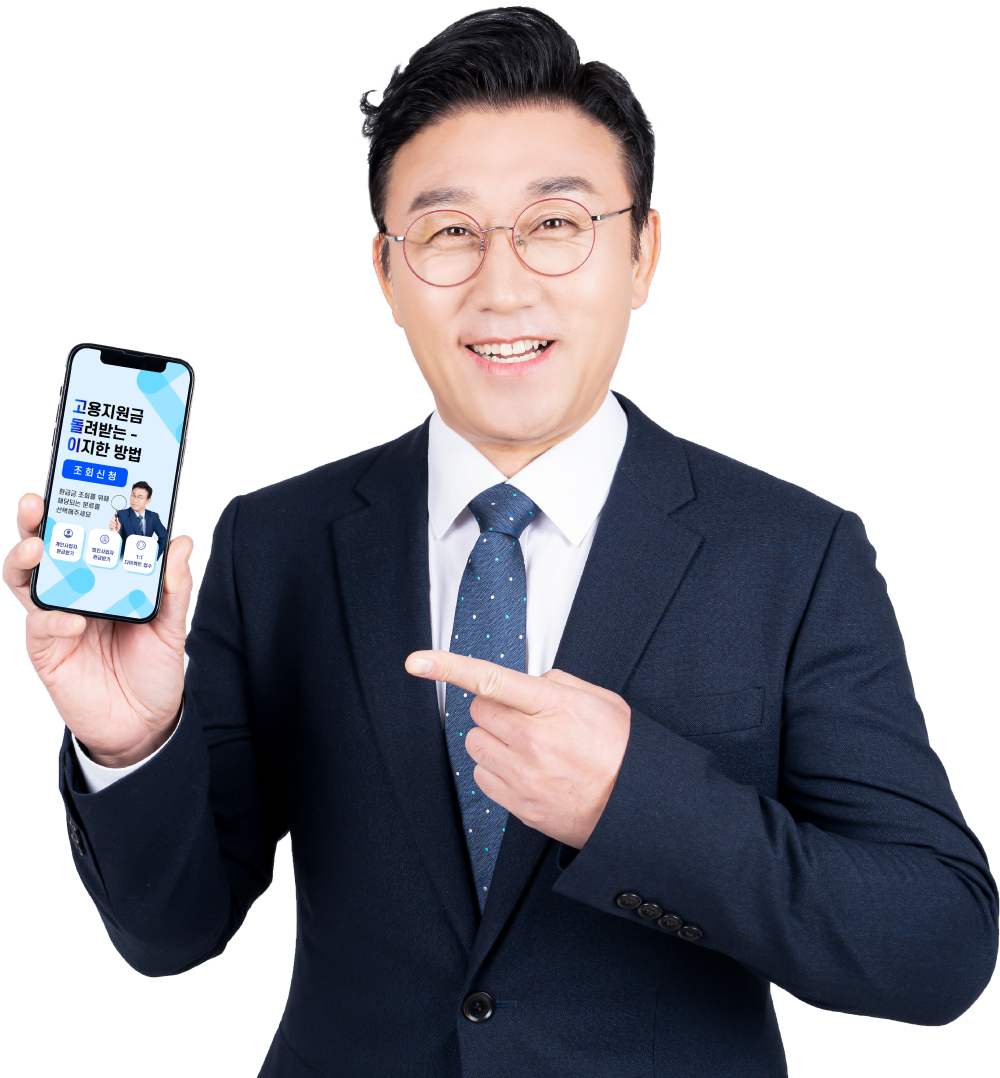 고용지원금
돌려받는 -
이지한 방법
조회신청
환급금 조회를 위해
해당되는 분류를
선택해주세요
개인사업자
환급받기
법인사업자
환급받기
1:1
다이렉트 접수